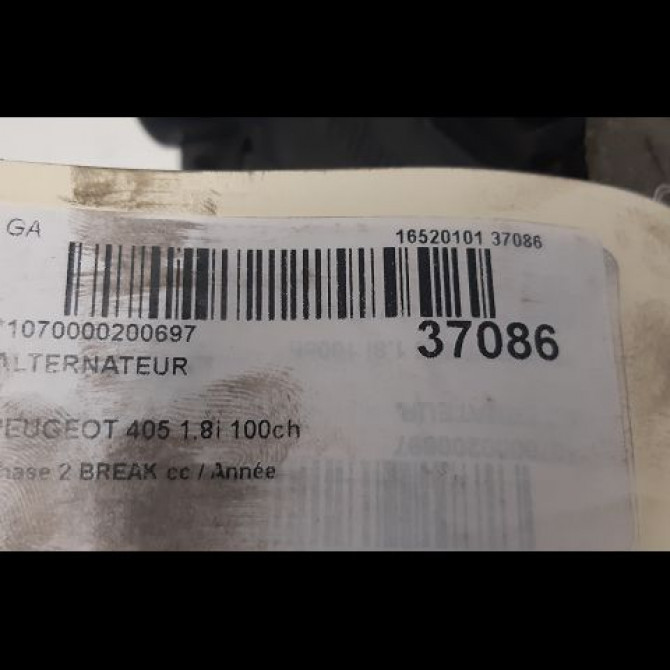 GA
16520101 37086
*1070000200697
37086
ALTERNATEUR
PEUGEOT 405 1.8i 100ch
hase 2 BREAK cc / Année